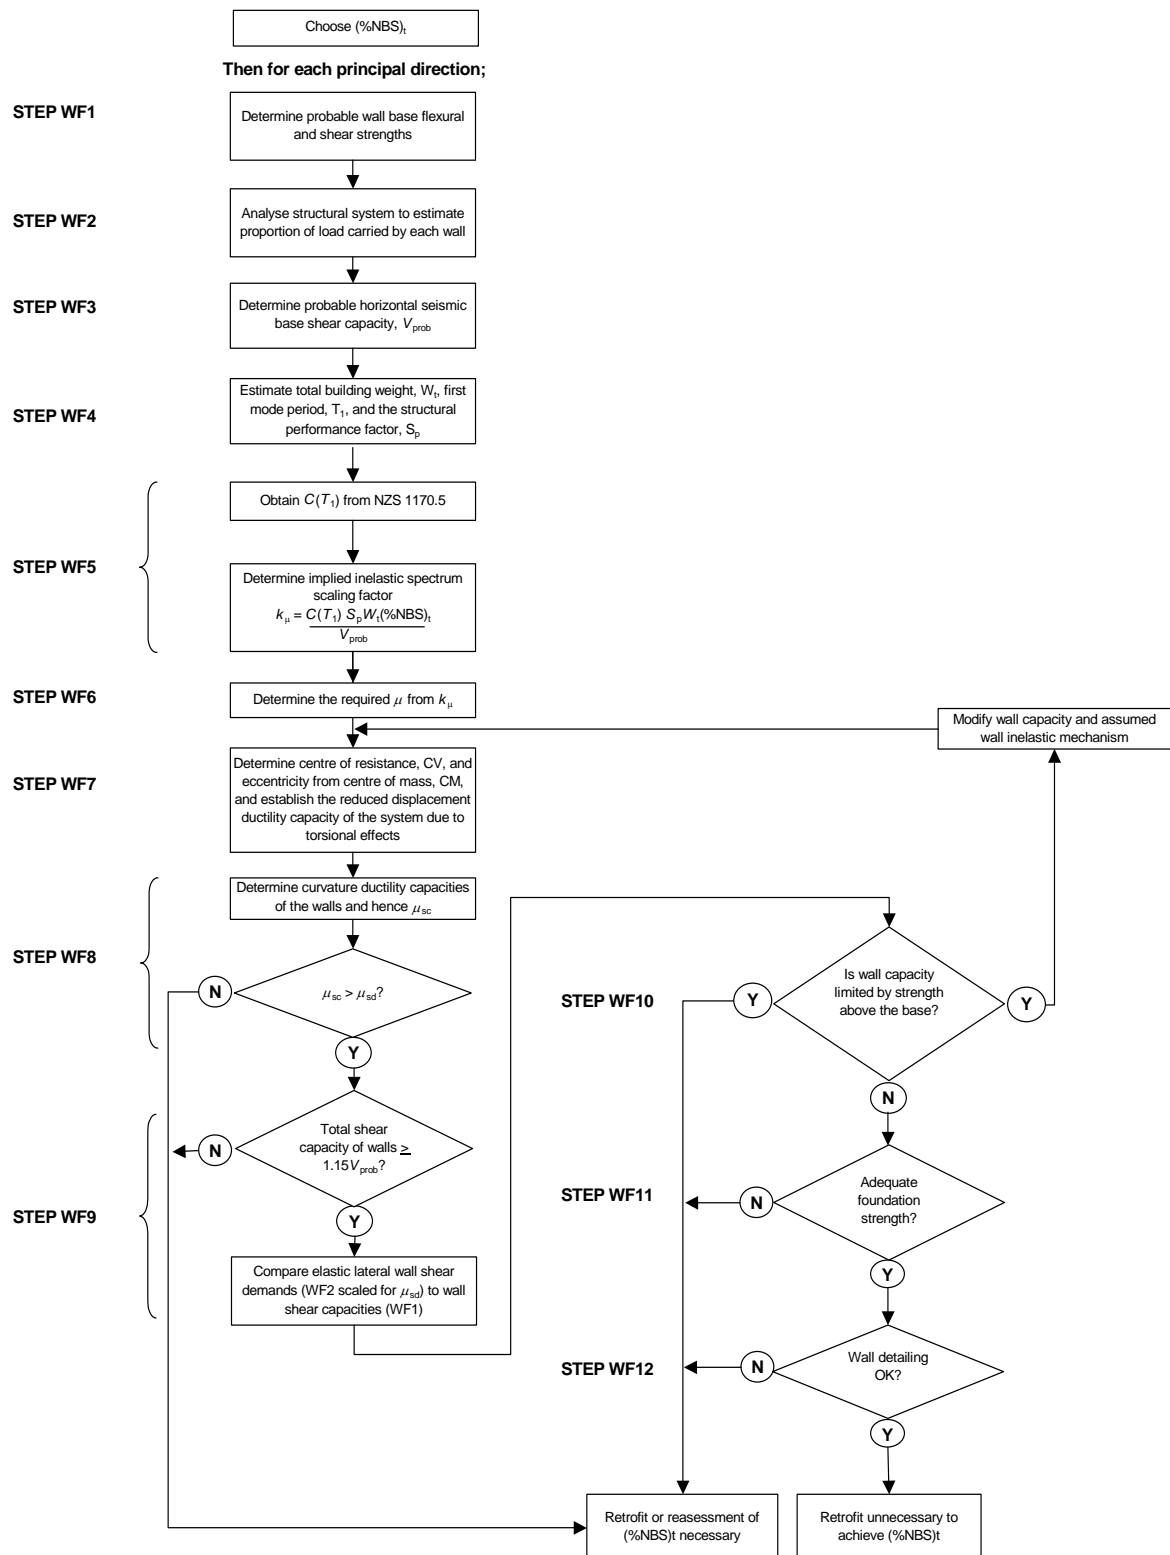 Choose (%NBS)t
Then for each principal direction;
STEP WF1
Determine probable wall base flexural
and shear strengths
STEP WF2
Analyse structural system to estimate
proportion of load carried by each wall
STEP WF3
Determine probable horizontal seismic
base shear capacity, Vprob
STEP WF4
Estimate total building weight, Wt, first
mode period, T1, and the structural
performance factor, Sp
STEP WF5
Obtain C(T1) from NZS 1170.5
Determine implied inelastic spectrum
scaling factor
kμ = C(T1) SpWt(%NBS)t
Vprob
STEP WF6
Determine the required μ from kμ
Modify wall capacity and assumed
wall inelastic mechanism
STEP WF7
Determine centre of resistance, CV, and
eccentricity from centre of mass, CM,
and establish the reduced displacement
ductility capacity of the system due to
torsional effects
STEP WF8
Determine curvature ductility capacities
of the walls and hence μsc
N
μsc > μsd?
Y
STEP WF9
N
Total shear
capacity of walls ≥
1.15Vprob?
Y
Compare elastic lateral wall shear
demands (WF2 scaled for μsd) to wall
shear capacities (WF1)
STEP WF10
Y
Is wall capacity
limited by strength
above the base?
Y
N
STEP WF11
N
Adequate
foundation
strength?
Y
STEP WF12
N
Wall detailing
OK?
Y
Retrofit or reassessment of
(%NBS)t necessary
Retrofit unnecessary to
achieve (%NBS)t